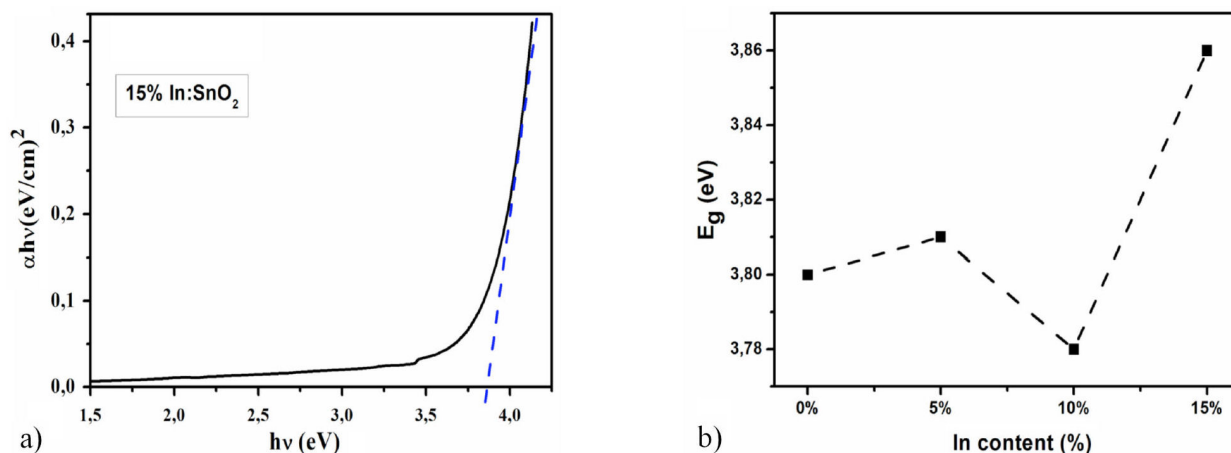 0,4
0,3
0,2
0,1
0,0
αhν(eV/cm)²
15% In:SnO₂
1,5 2,0 2,5 3,0 3,5 4,0
hν (eV)
a)
3,86
3,84
3,82
3,80
3,78
E_g (eV)
0% 5% 10% 15%
In content (%)
b)